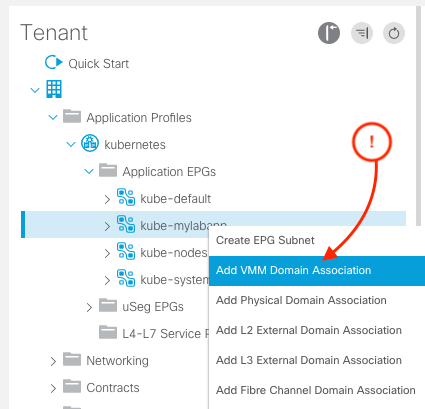 Tenant
Quick Start
Application Profiles
kubernetes
Application EPGs
kube-default
kube-mylabapp
kube-nodes
kube-system
uSeg EPGs
L4-L7 Service
Networking
Contracts
!
Create EPG Subnet
Add VMM Domain Association
Add Physical Domain Association
Add L2 External Domain Association
Add L3 External Domain Association
Add Fibre Channel Domain Association